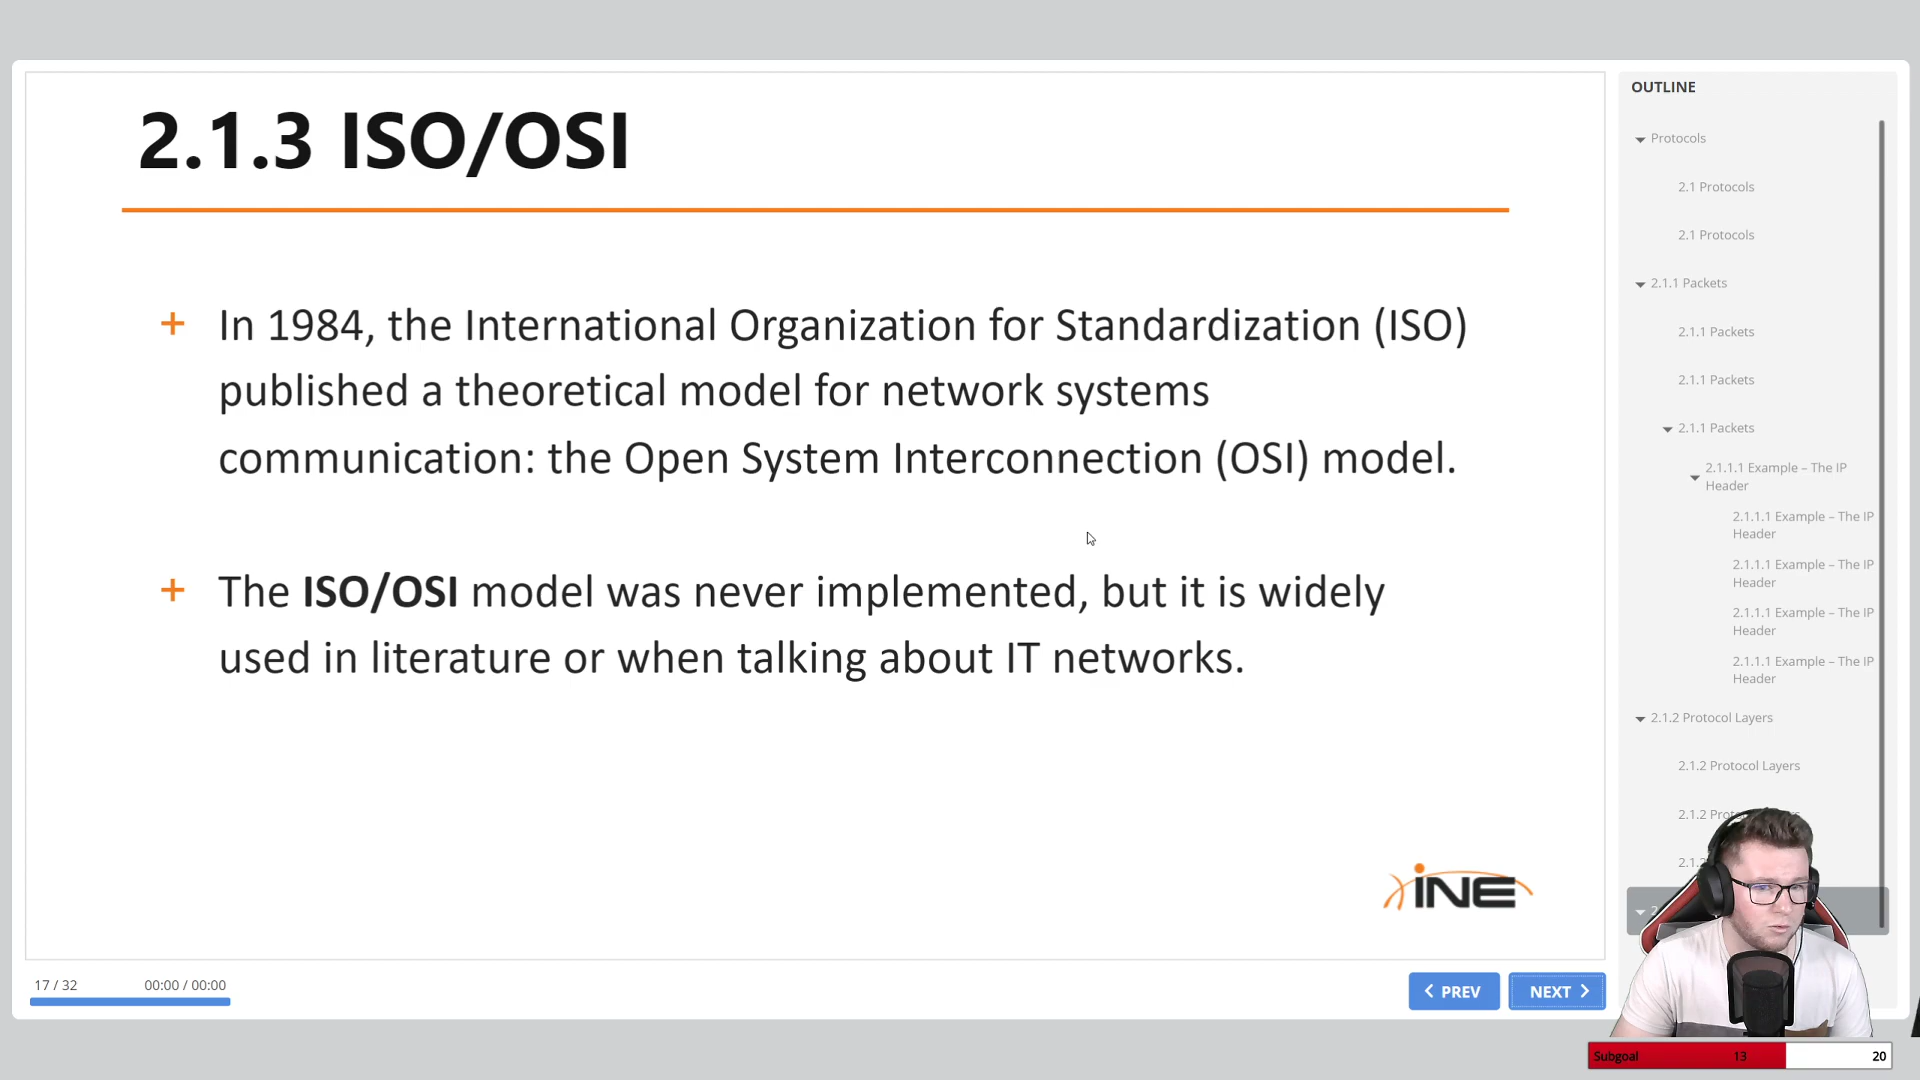 2.1.3 ISO/OSI
+ In 1984, the International Organization for Standardization (ISO)
published a theoretical model for network systems
communication: the Open System Interconnection (OSI) model.
+ The ISO/OSI model was never implemented, but it is widely
used in literature or when talking about IT networks.
INE
17 / 32
00:00 / 00:00
PREV
NEXT
OUTLINE
Protocols
2.1 Protocols
2.1 Protocols
2.1.1 Packets
2.1.1 Packets
2.1.1 Packets
2.1.1 Packets
2.1.1.1 Example – The IP
Header
2.1.1.1 Example – The IP
Header
2.1.1.1 Example – The IP
Header
2.1.1.1 Example – The IP
Header
2.1.1.1 Example – The IP
Header
2.1.2 Protocol Layers
2.1.2 Protocol Layers
2.1.2
Subgoal 13 20